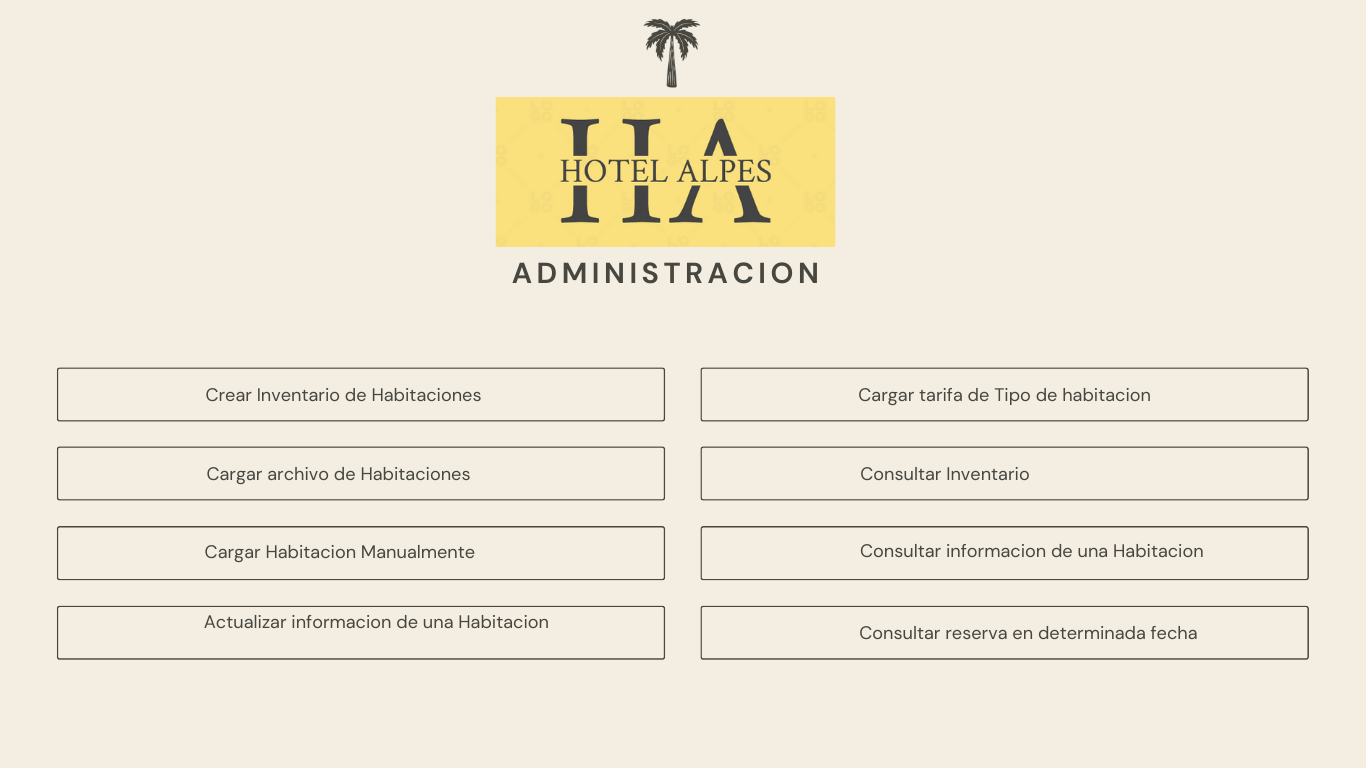 HA
HOTEL ALPES
ADMINISTRACION
Crear Inventario de Habitaciones
Cargar tarifa de Tipo de habitacion
Cargar archivo de Habitaciones
Consultar Inventario
Cargar Habitacion Manualmente
Consultar informacion de una Habitacion
Actualizar informacion de una Habitacion
Consultar reserva en determinada fecha